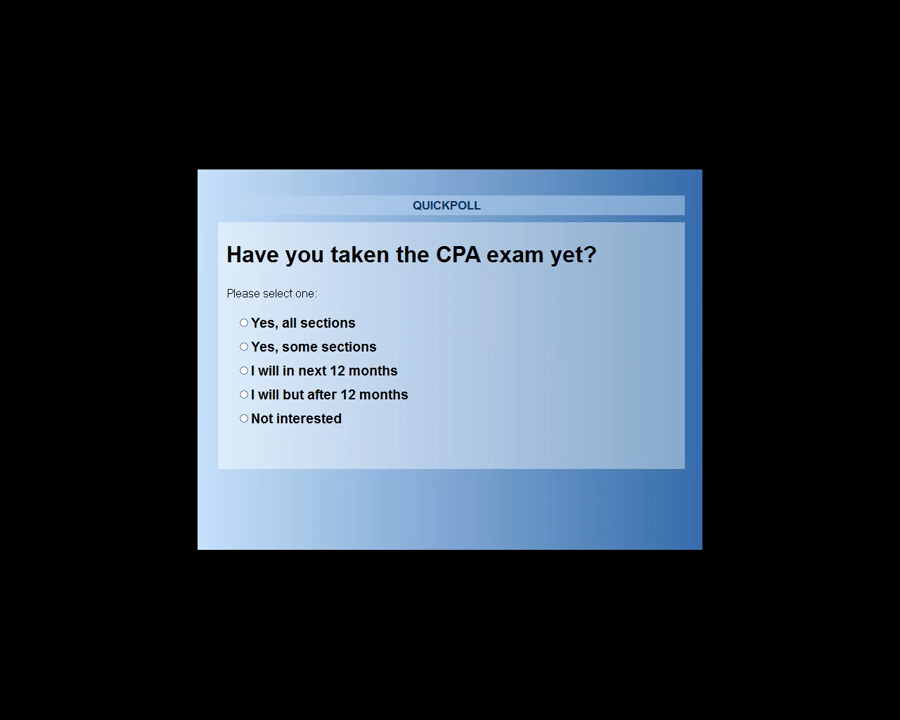 QUICKPOLL
Have you taken the CPA exam yet?
Please select one:
Yes, all sections
Yes, some sections
I will in next 12 months
I will but after 12 months
Not interested